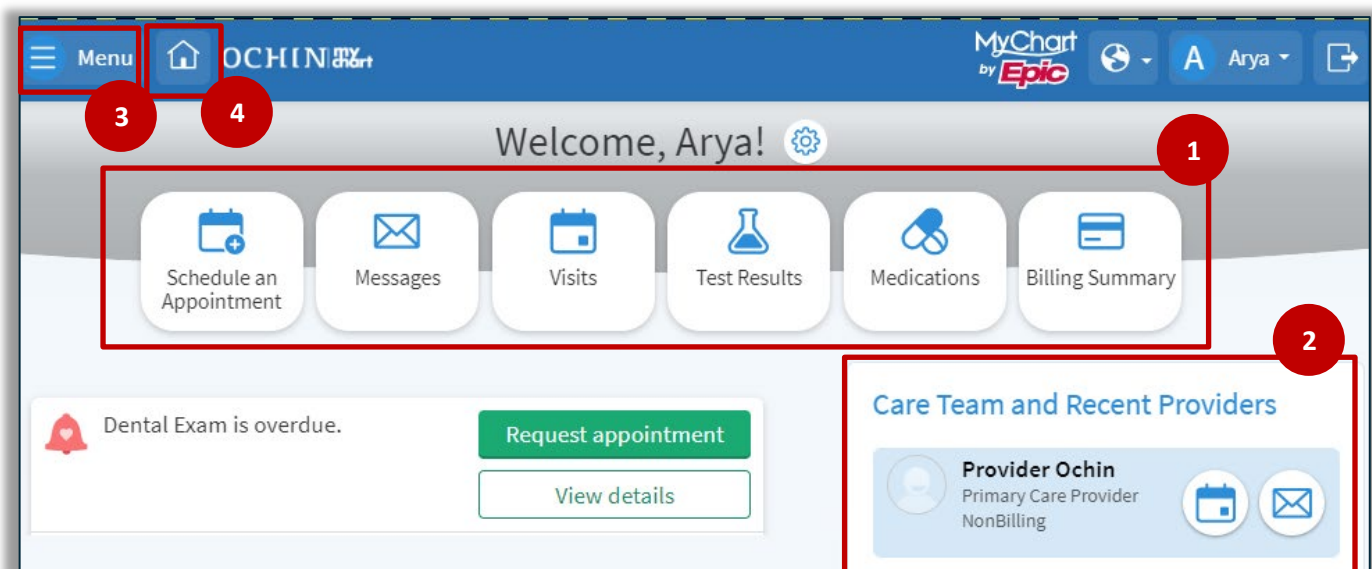 Menu
OCHIN MyChart
MyChart
by Epic
A Arya
3
4
Welcome, Arya!
1
Schedule an
Appointment
Messages
Visits
Test Results
Medications
Billing Summary
2
Dental Exam is overdue.
Request appointment
View details
Care Team and Recent Providers
Provider Ochin
Primary Care Provider
NonBilling